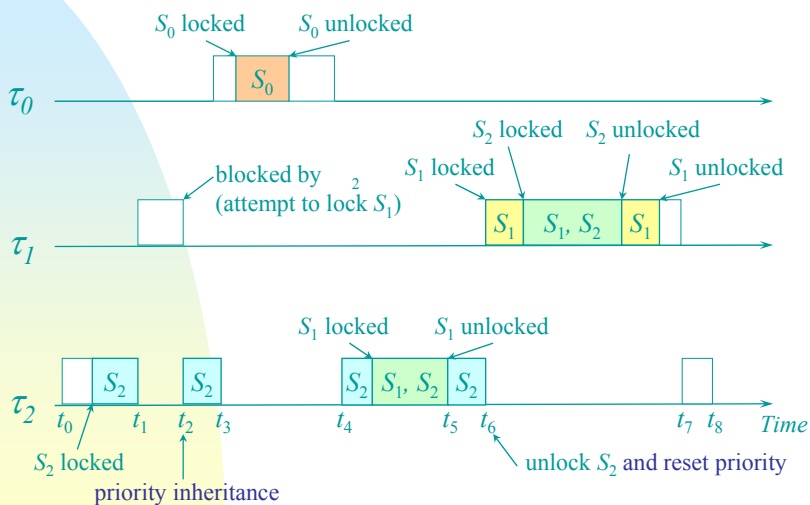 S₀ locked
S₀ unlocked
S₀
τ₀
S₂ locked
S₂ unlocked
S₁ locked
S₁ unlocked
blocked by
2
(attempt to lock S₁)
S₁
S₁, S₂
S₁
τ₁
S₁ locked
S₁ unlocked
S₂
S₂
S₂
S₁, S₂
S₂
τ₂
t₀
t₁
t₂
t₃
t₄
t₅
t₆
t₇
t₈
Time
S₂ locked
unlock S₂ and reset priority
priority inheritance